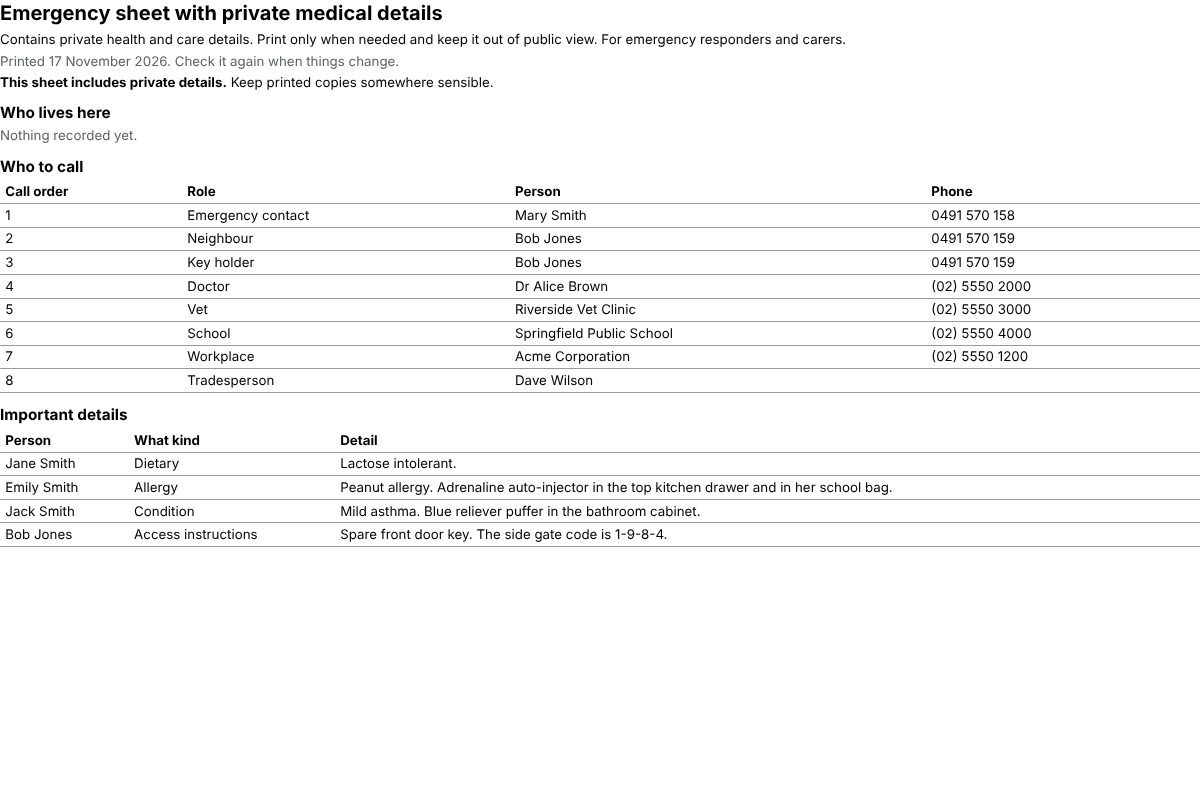 Emergency sheet with private medical details
Contains private health and care details. Print only when needed and keep it out of public view. For emergency responders and carers.
Printed 17 November 2026. Check it again when things change.
This sheet includes private details. Keep printed copies somewhere sensible.
Who lives here
Nothing recorded yet.
Who to call
Call order Role Person Phone
1 Emergency contact Mary Smith 0491 570 158
2 Neighbour Bob Jones 0491 570 159
3 Key holder Bob Jones 0491 570 159
4 Doctor Dr Alice Brown (02) 5550 2000
5 Vet Riverside Vet Clinic (02) 5550 3000
6 School Springfield Public School (02) 5550 4000
7 Workplace Acme Corporation (02) 5550 1200
8 Tradesperson Dave Wilson
Important details
Person What kind Detail
Jane Smith Dietary Lactose intolerant.
Emily Smith Allergy Peanut allergy. Adrenaline auto-injector in the top kitchen drawer and in her school bag.
Jack Smith Condition Mild asthma. Blue reliever puffer in the bathroom cabinet.
Bob Jones Access instructions Spare front door key. The side gate code is 1-9-8-4.